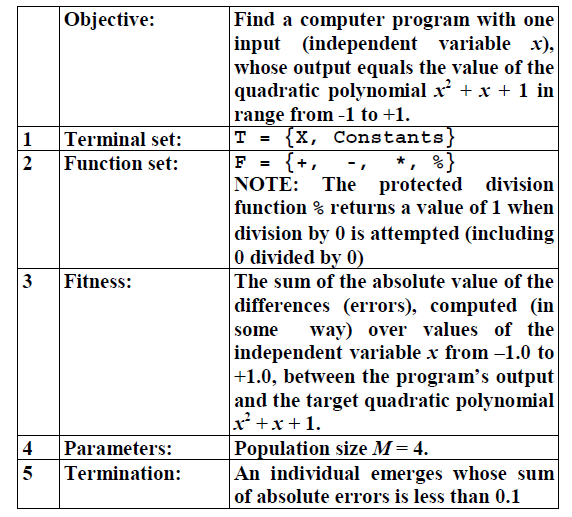 Objective: Find a computer program with one
input (independent variable x),
whose output equals the value of the
quadratic polynomial x² + x + 1 in
range from -1 to +1.
1 Terminal set: T = {X, Constants}
2 Function set: F = {+, -, *, %}
NOTE: The protected division
function % returns a value of 1 when
division by 0 is attempted (including
0 divided by 0)
3 Fitness: The sum of the absolute value of the
differences (errors), computed (in
some way) over values of the
independent variable x from –1.0 to
+1.0, between the program's output
and the target quadratic polynomial
x² + x + 1.
4 Parameters: Population size M = 4.
5 Termination: An individual emerges whose sum
of absolute errors is less than 0.1